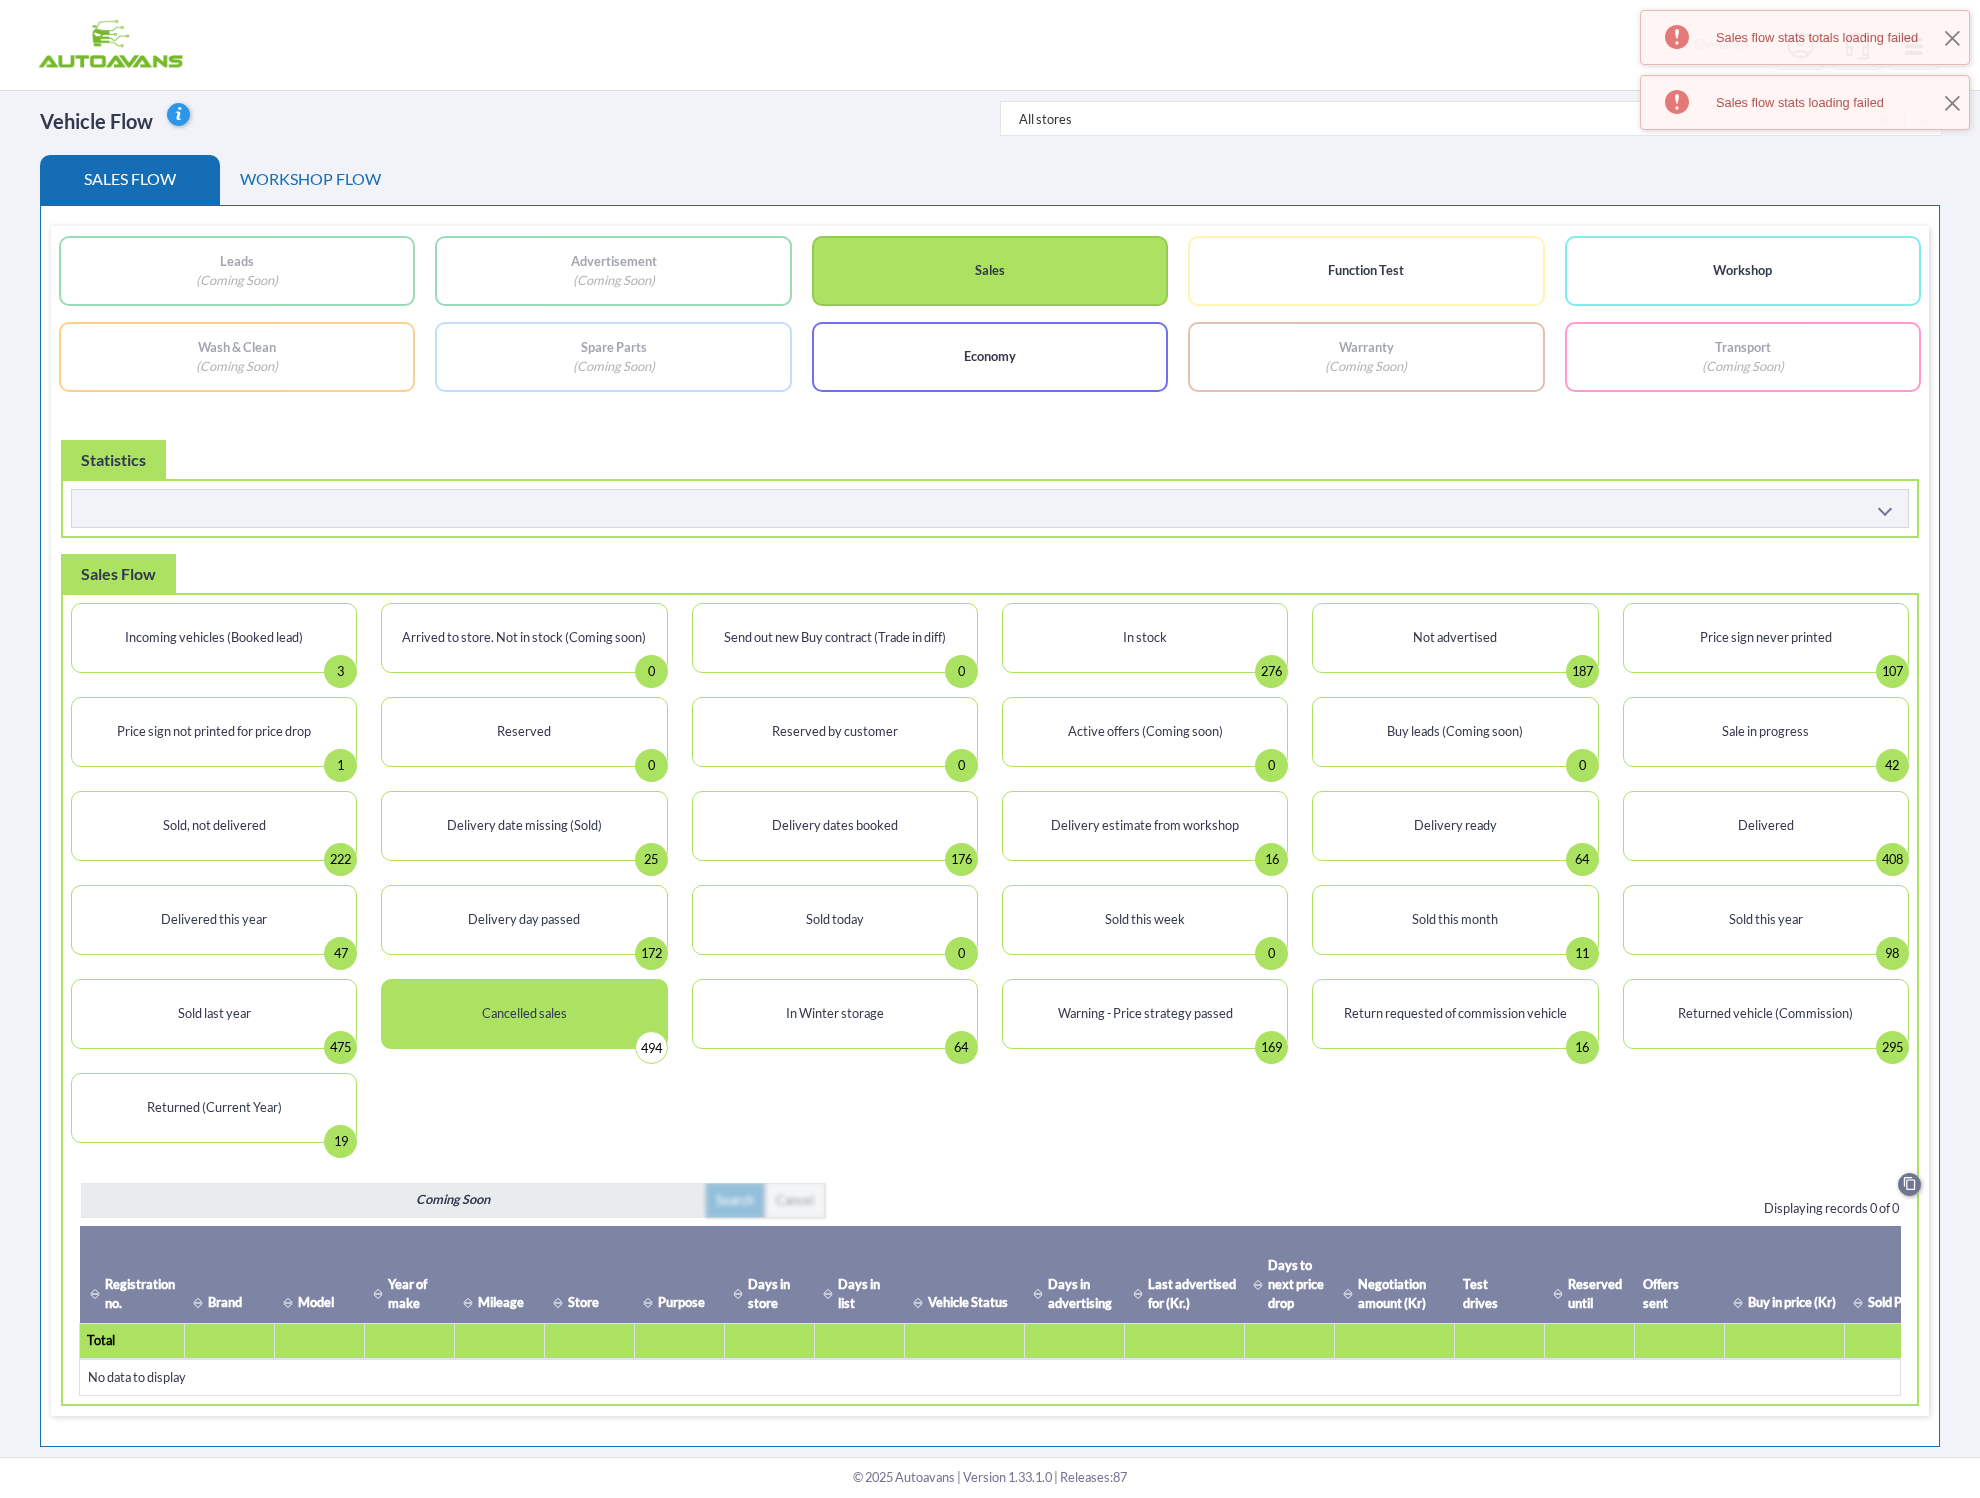 AUTOAVANS
Sales flow stats totals loading failed
Sales flow stats loading failed
Vehicle Flow
All stores
SALES FLOW
WORKSHOP FLOW
Leads
(Coming Soon)
Advertisement
(Coming Soon)
Sales
Function Test
Workshop
Wash & Clean
(Coming Soon)
Spare Parts
(Coming Soon)
Economy
Warranty
(Coming Soon)
Transport
(Coming Soon)
Statistics
Sales Flow
Incoming vehicles (Booked lead)
3
Arrived to store. Not in stock (Coming soon)
0
Send out new Buy contract (Trade in diff)
0
In stock
276
Not advertised
187
Price sign never printed
107
Price sign not printed for price drop
1
Reserved
0
Reserved by customer
0
Active offers (Coming soon)
0
Buy leads (Coming soon)
0
Sale in progress
42
Sold, not delivered
222
Delivery date missing (Sold)
25
Delivery dates booked
176
Delivery estimate from workshop
16
Delivery ready
64
Delivered
408
Delivered this year
47
Delivery day passed
172
Sold today
0
Sold this week
0
Sold this month
11
Sold this year
98
Sold last year
475
Cancelled sales
494
In Winter storage
64
Warning - Price strategy passed
169
Return requested of commission vehicle
16
Returned vehicle (Commission)
295
Returned (Current Year)
19
Coming Soon
Search
Cancel
Displaying records 0 of 0
Registration
no.
Brand
Model
Year of
make
Mileage
Store
Purpose
Days in
store
Days in
list
Vehicle Status
Days in
advertising
Last advertised
for (Kr.)
Days to
next price
drop
Negotiation
amount (Kr)
Test
drives
Reserved
until
Offers
sent
Buy in price (Kr)
Sold P
Total
No data to display
© 2025 Autoavans | Version 1.33.1.0 | Releases:87